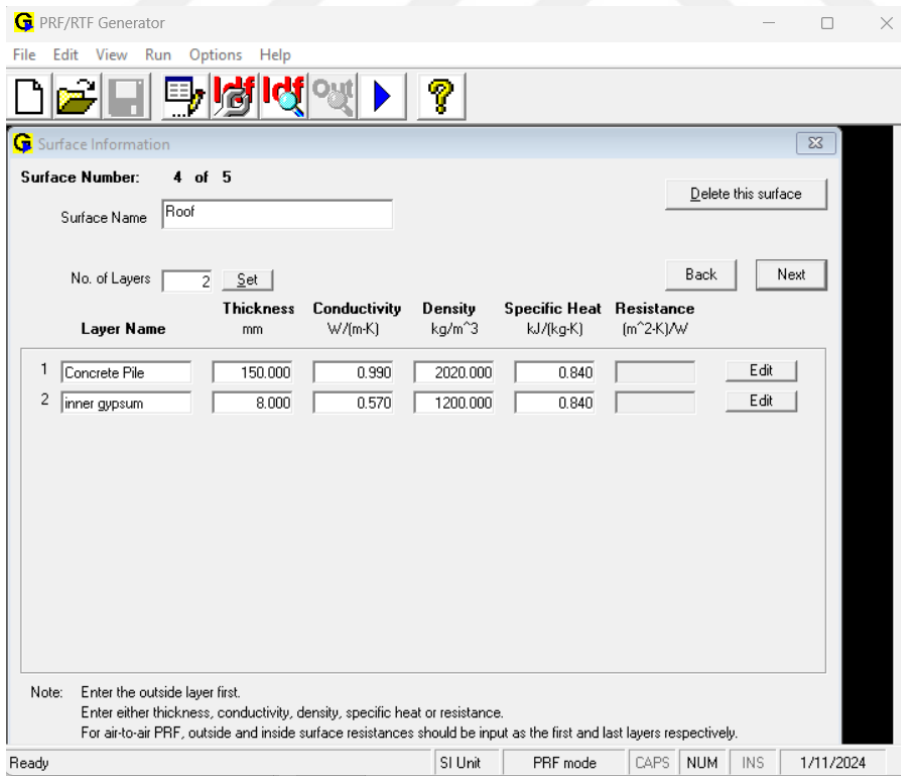 PRF/RTF Generator
File Edit View Run Options Help
Idf Idf Out
Surface Information
Surface Number: 4 of 5
Delete this surface
Surface Name Roof
No. of Layers 2 Set Back Next
Thickness Conductivity Density Specific Heat Resistance
Layer Name mm W/(m-K) kg/m^3 kJ/(kg-K) (m^2-K)/W
1 Concrete Pile 150.000 0.990 2020.000 0.840 Edit
2 inner gypsum 8.000 0.570 1200.000 0.840 Edit
Note: Enter the outside layer first.
Enter either thickness, conductivity, density, specific heat or resistance.
For air-to-air PRF, outside and inside surface resistances should be input as the first and last layers respectively.
Ready SI Unit PRF mode CAPS NUM INS 1/11/2024